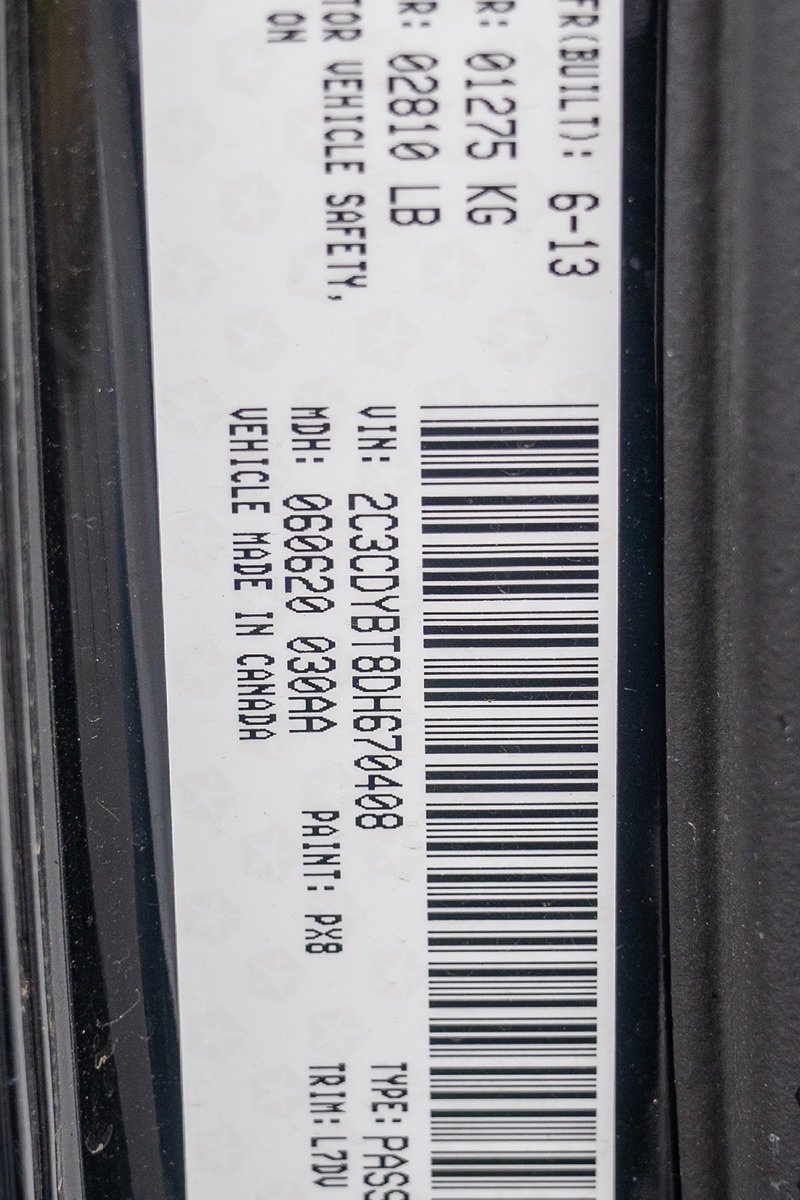 FR(BUILT): 6-13
R: 01275 KG
R: 02810 LB
TOR VEHICLE SAFETY,
ON
VIN: 2C3CDYBT8DH670408
MDH: 060620 030AA PAINT: PX8
VEHICLE MADE IN CANADA
TYPE: PASS
TRIM: L7DV